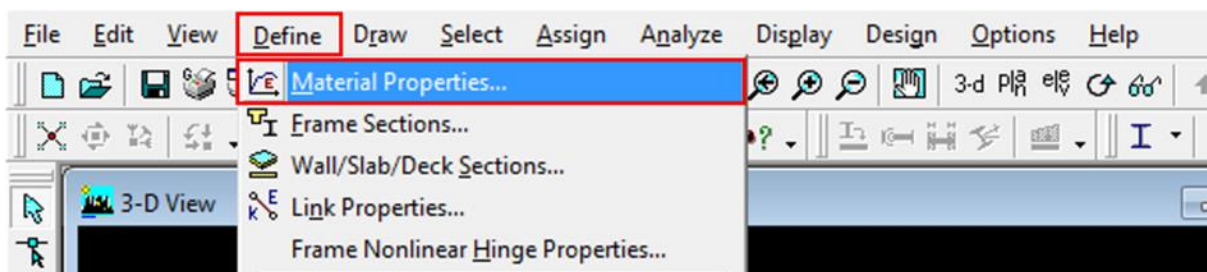 File Edit View Define Draw Select Assign Analyze Display Design Options Help
Material Properties...
3-d
Frame Sections...
Wall/Slab/Deck Sections...
3-D View
Link Properties...
Frame Nonlinear Hinge Properties...